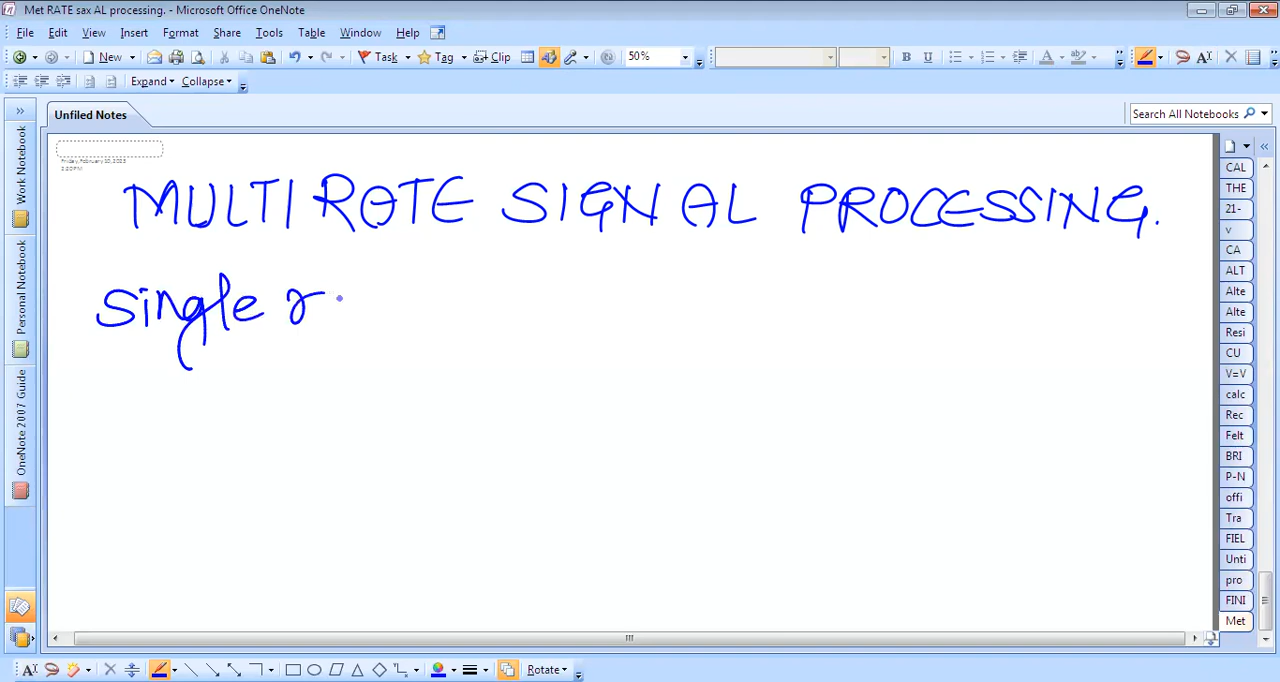 Met RATE sax AL processing. - Microsoft Office OneNote
File Edit View Insert Format Share Tools Table Window Help
New Task Tag Clip 50% B U A ab A
Expand Collapse
Unfiled Notes
Search All Notebooks
Work Notebook
Personal Notebook
OneNote 2007 Guide
MULTIRATE SIGNAL PROCESSING.
Single r
CAL
THE
21-
v
CA
ALT
Alte
Alte
Resi
CU
V=V
calc
Rec
Felt
BRI
P-N
offi
Tra
FIEL
Unti
pro
FINI
Met
A Rotate